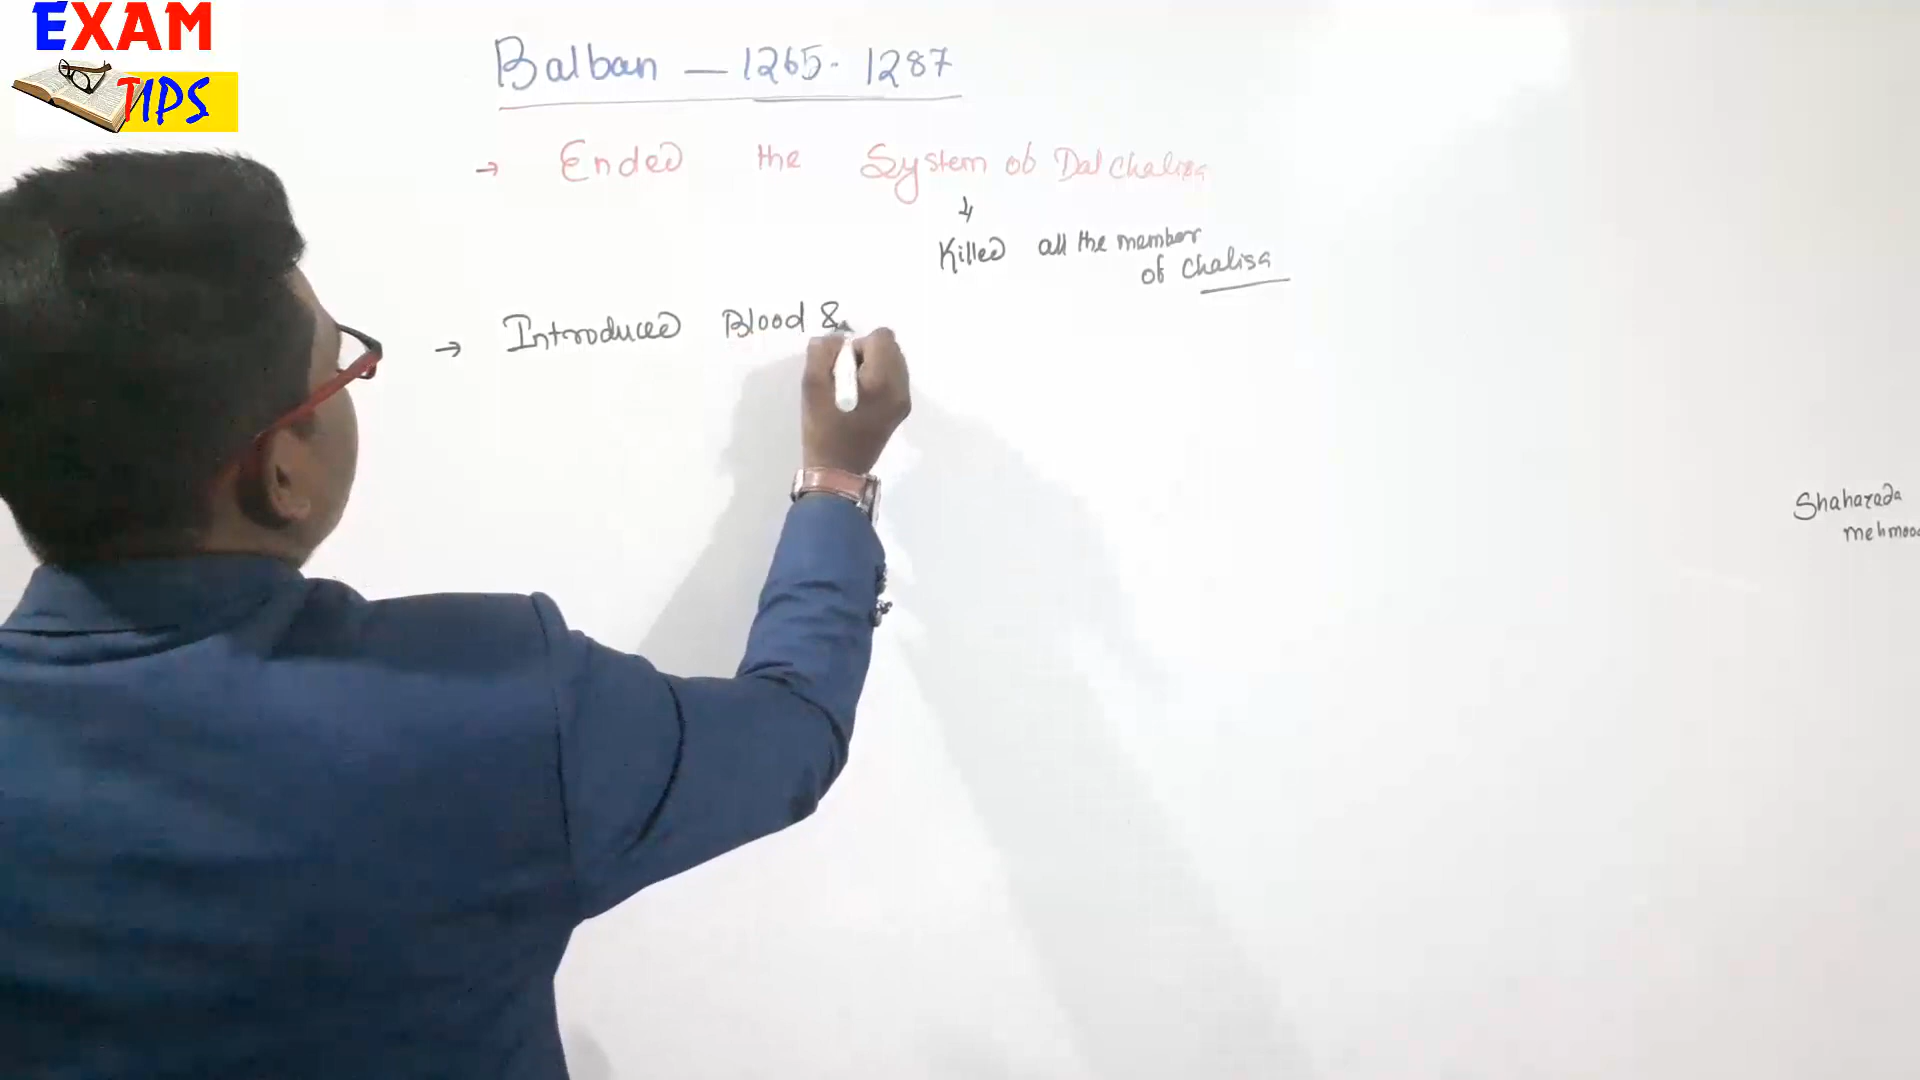 EXAM
TIPS
Balban — 1265 - 1287
→ Ended the System of Dal Chalisa
Killed all the member
of Chalisa
→ Introduced Blood &
Shahazada
mehmood